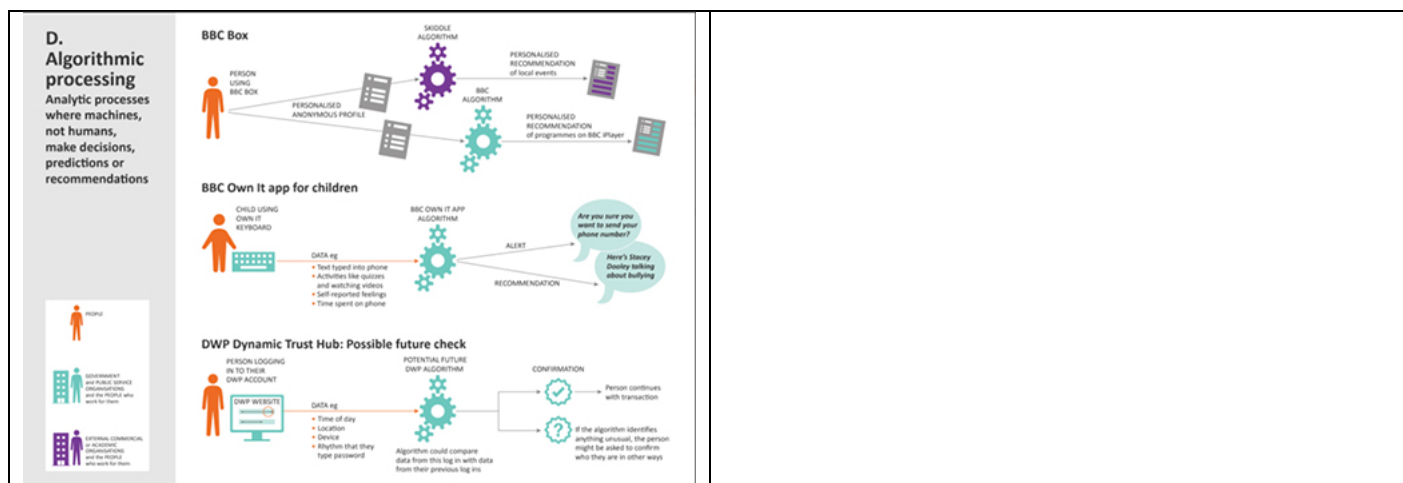 D.
Algorithmic
processing
Analytic processes
where machines,
not humans,
make decisions,
predictions or
recommendations
PEOPLE
GOVERNMENT
and PUBLIC SERVICE
ORGANISATIONS
and the PEOPLE who
work for them
EXTERNAL COMMERCIAL
or ACADEMIC
ORGANISATIONS
and the PEOPLE
who work for them
BBC Box
PERSON
USING
BBC BOX
PERSONALISED
ANONYMOUS PROFILE
SKIDDLE
ALGORITHM
PERSONALISED
RECOMMENDATION
of local events
BBC
ALGORITHM
PERSONALISED
RECOMMENDATION
of programmes on BBC iPlayer
BBC Own It app for children
CHILD USING
OWN IT
KEYBOARD
DATA eg
• Text typed into phone
• Activities like quizzes
and watching videos
• Self-reported feelings
• Time spent on phone
BBC OWN IT APP
ALGORITHM
ALERT
RECOMMENDATION
Are you sure you
want to send your
phone number?
Here's Stacey
Dooley talking
about bullying
DWP Dynamic Trust Hub: Possible future check
PERSON LOGGING
IN TO THEIR
DWP ACCOUNT
DWP WEBSITE
DATA eg
• Time of day
• Location
• Device
• Rhythm that they
type password
POTENTIAL FUTURE
DWP ALGORITHM
Algorithm could compare
data from this log in with data
from their previous log ins
CONFIRMATION
Person continues
with transaction
?
If the algorithm identifies
anything unusual, the person
might be asked to confirm
who they are in other ways